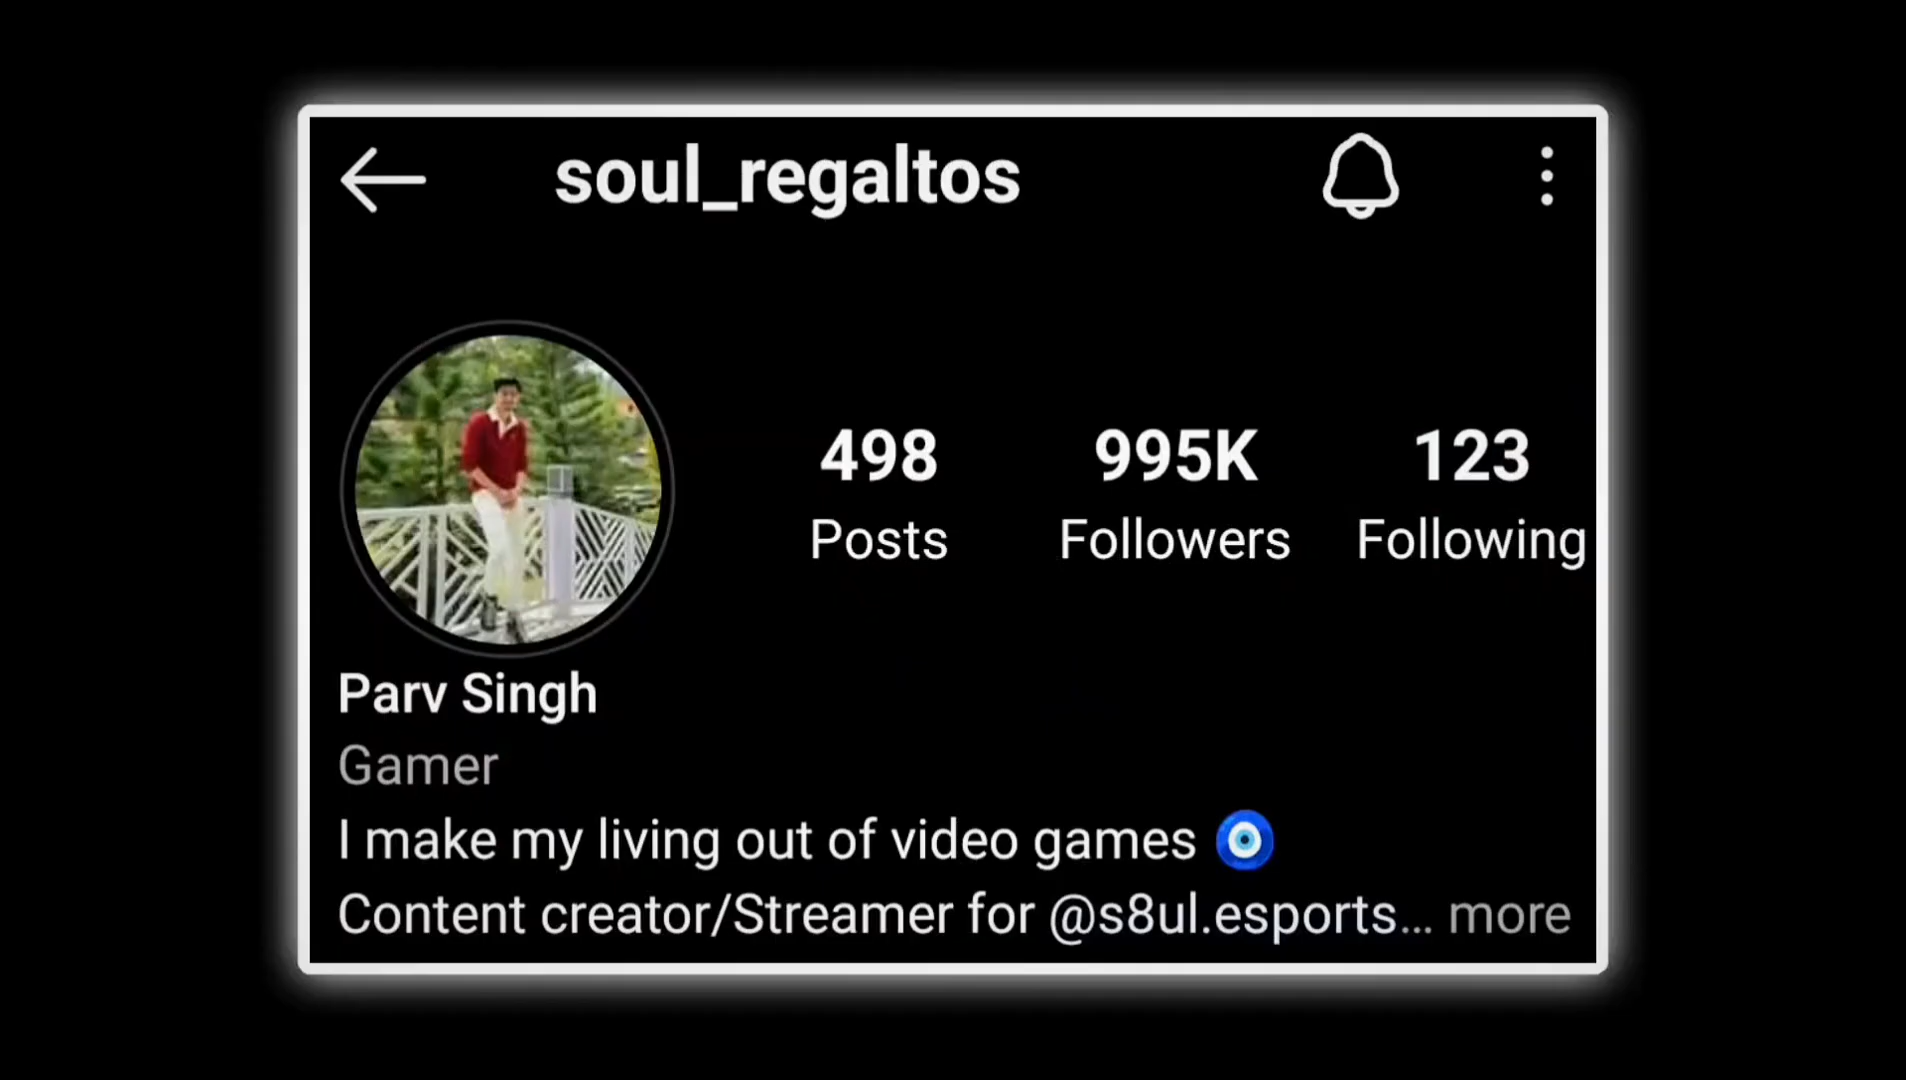 soul_regaltos
498 995K 123
Posts Followers Following
Parv Singh
Gamer
I make my living out of video games 🧿
Content creator/Streamer for @s8ul.esports... more